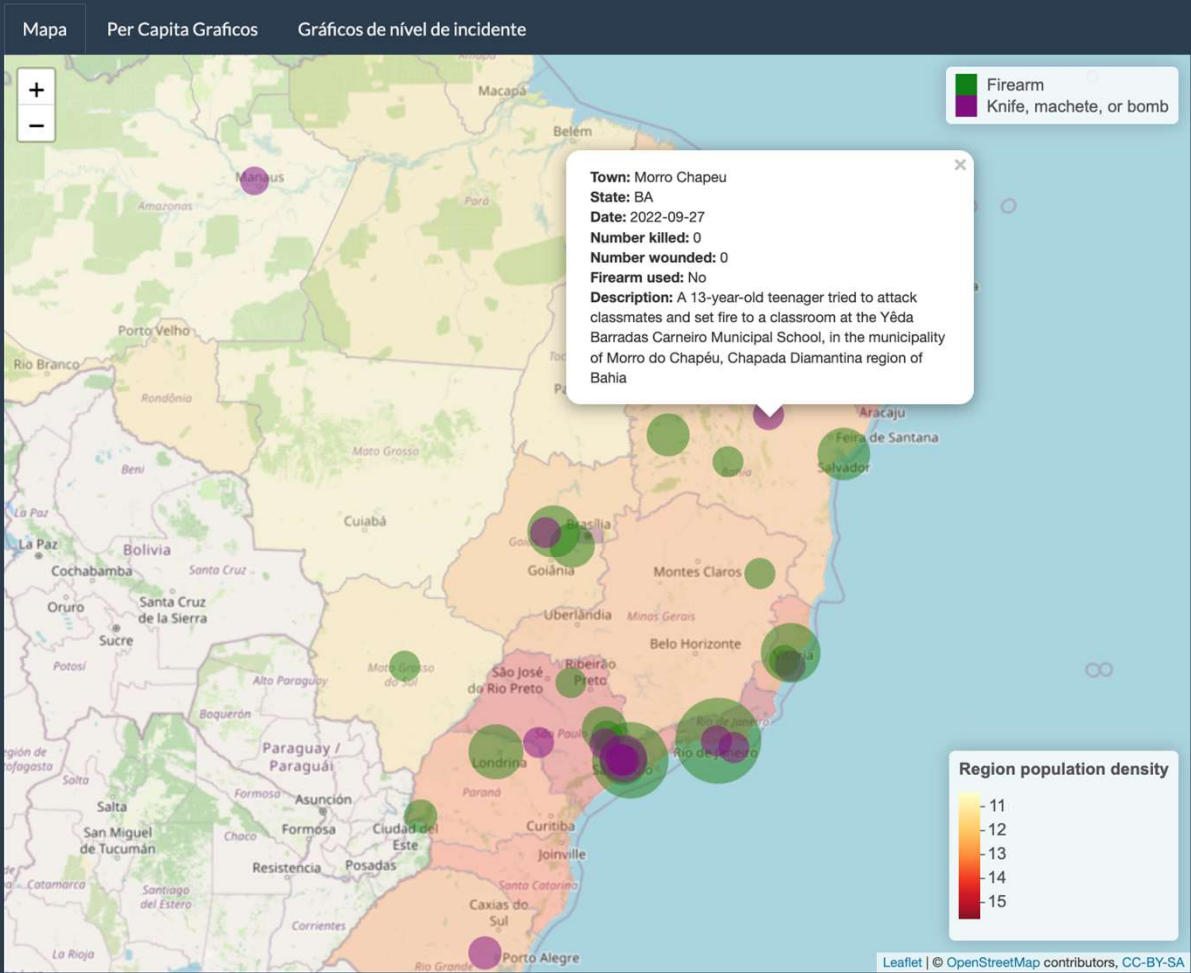 Mapa
Per Capita Graficos
Gráficos de nível de incidente
+
−
Firearm
Knife, machete, or bomb
×
Town: Morro Chapeu
State: BA
Date: 2022-09-27
Number killed: 0
Number wounded: 0
Firearm used: No
Description: A 13-year-old teenager tried to attack
classmates and set fire to a classroom at the Yêda
Barradas Carneiro Municipal School, in the municipality
of Morro do Chapéu, Chapada Diamantina region of
Bahia
Macapá
Belém
Manaus
Amazonas
Pará
Porto Velho
Rio Branco
Rondônia
Aracaju
Feira de Santana
Salvador
Bahia
Mato Grosso
Beni
Cuiabá
Brasília
Goiânia
La Paz
La Paz
Bolivia
Cochabamba
Santa Cruz
Oruro
Santa Cruz
de la Sierra
Sucre
Montes Claros
Uberlândia
Minas Gerais
Belo Horizonte
Potosí
Alto Paraguay
Mato Grosso
do Sul
São José
do Rio Preto
Ribeirão
Preto
Boquerón
São Paulo
Rio de Janeiro
Rio de Janeiro
Londrina
Paraguay /
Paraguái
Salta
Formosa
Asunción
Paraná
Salta
Formosa
Ciudad del
Este
Curitiba
San Miguel
de Tucumán
Chaco
Resistencia
Posadas
Joinville
Catamarca
Santiago
del Estero
Santa Catarina
Corrientes
Caxias do
Sul
La Rioja
Porto Alegre
Rio Grande
Region population density
11
12
13
14
15
Leaflet | © OpenStreetMap contributors, CC-BY-SA